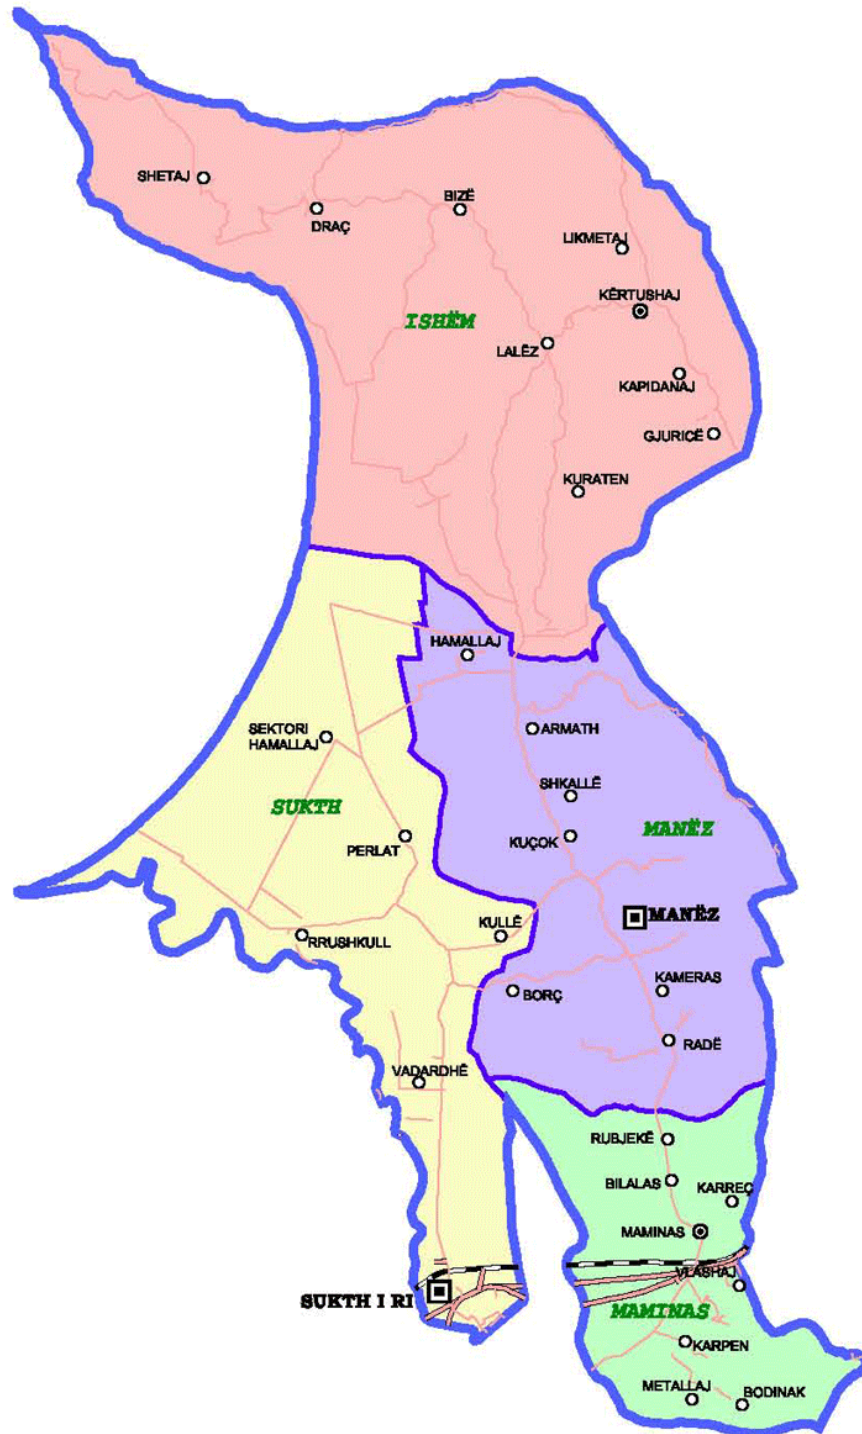 SHETAJ
DRAÇ
BIZË
LIKMETAJ
KËRTUSHAJ
ISHËM
LALËZ
KAPIDANAJ
GJURICË
KURATEN
HAMALLAJ
SEKTORI
HAMALLAJ
ARMATH
SHKALLË
SUKTH
MANËZ
PERLAT
KUÇOK
MANËZ
KULLË
RRUSHKULL
BORÇ
KAMERAS
RADË
VADARDHË
RUBJEKË
BILALAS
KARREÇ
MAMINAS
VLASHAJ
SUKTH I RI
MAMINAS
KARPEN
METALLAJ
BODINAK